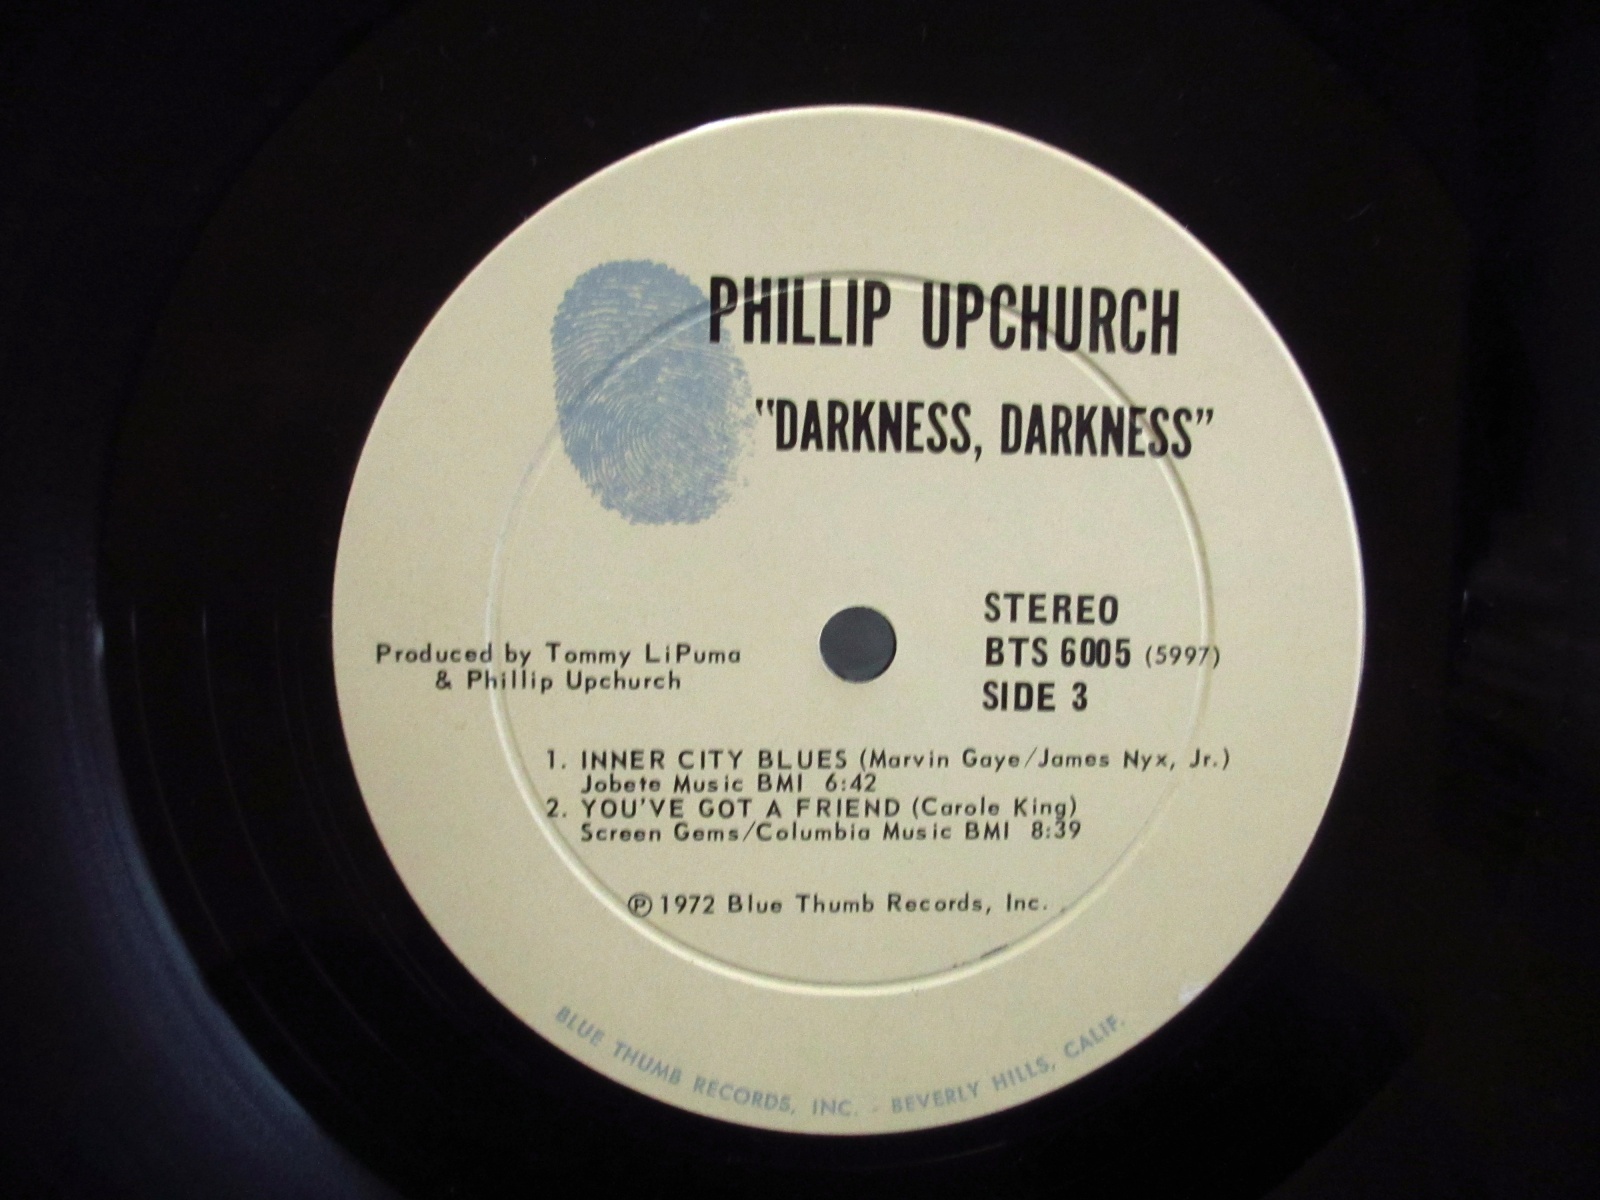 PHILLIP UPCHURCH
"DARKNESS, DARKNESS"
STEREO
BTS 6005 (5997)
SIDE 3
Produced by Tommy LiPuma
& Phillip Upchurch
1. INNER CITY BLUES (Marvin Gaye/James Nyx, Jr.)
Jobete Music BMI 6:42
2. YOU'VE GOT A FRIEND (Carole King)
Screen Gems/Columbia Music BMI 8:39
℗ 1972 Blue Thumb Records, Inc.
BLUE THUMB RECORDS, INC. - BEVERLY HILLS, CALIF.